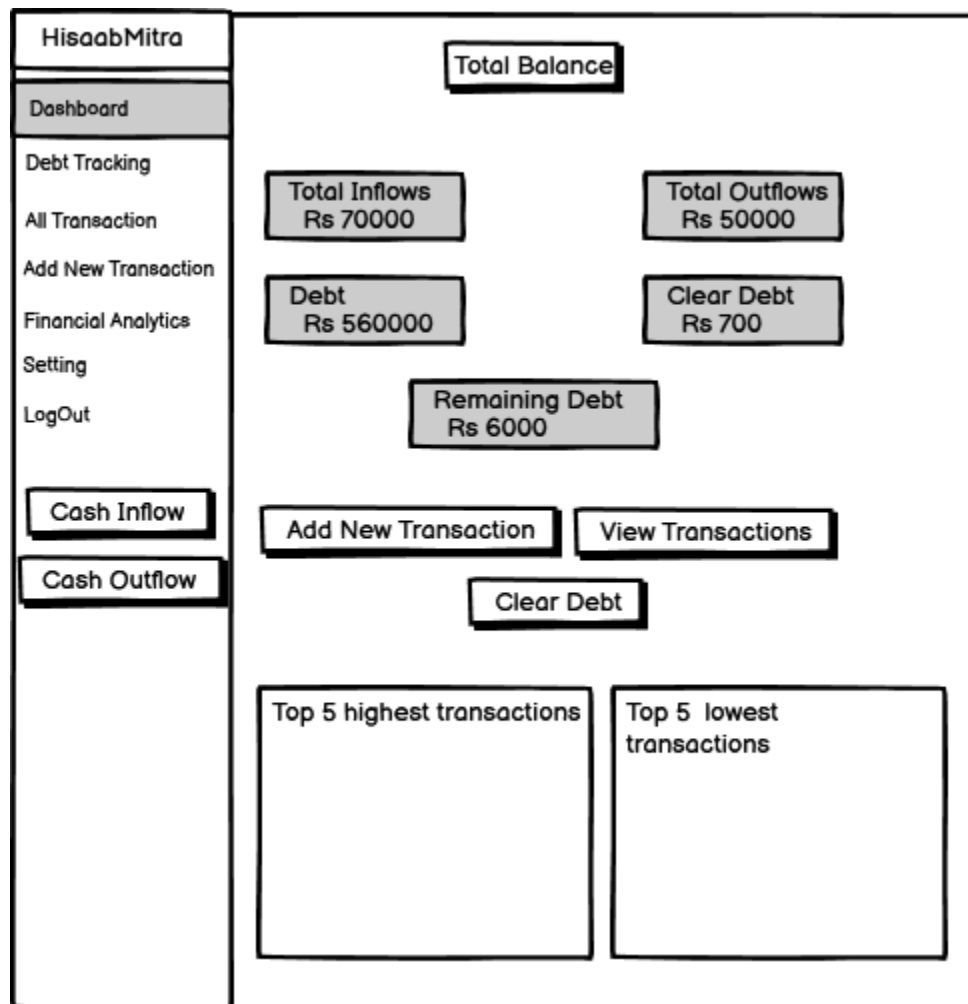 HisaabMitra
Dashboard
Debt Tracking
All Transaction
Add New Transaction
Financial Analytics
Setting
LogOut
Cash Inflow
Cash Outflow
Total Balance
Total Inflows
Rs 70000
Total Outflows
Rs 50000
Debt
Rs 560000
Clear Debt
Rs 700
Remaining Debt
Rs 6000
Add New Transaction
View Transactions
Clear Debt
Top 5 highest transactions
Top 5 lowest
transactions